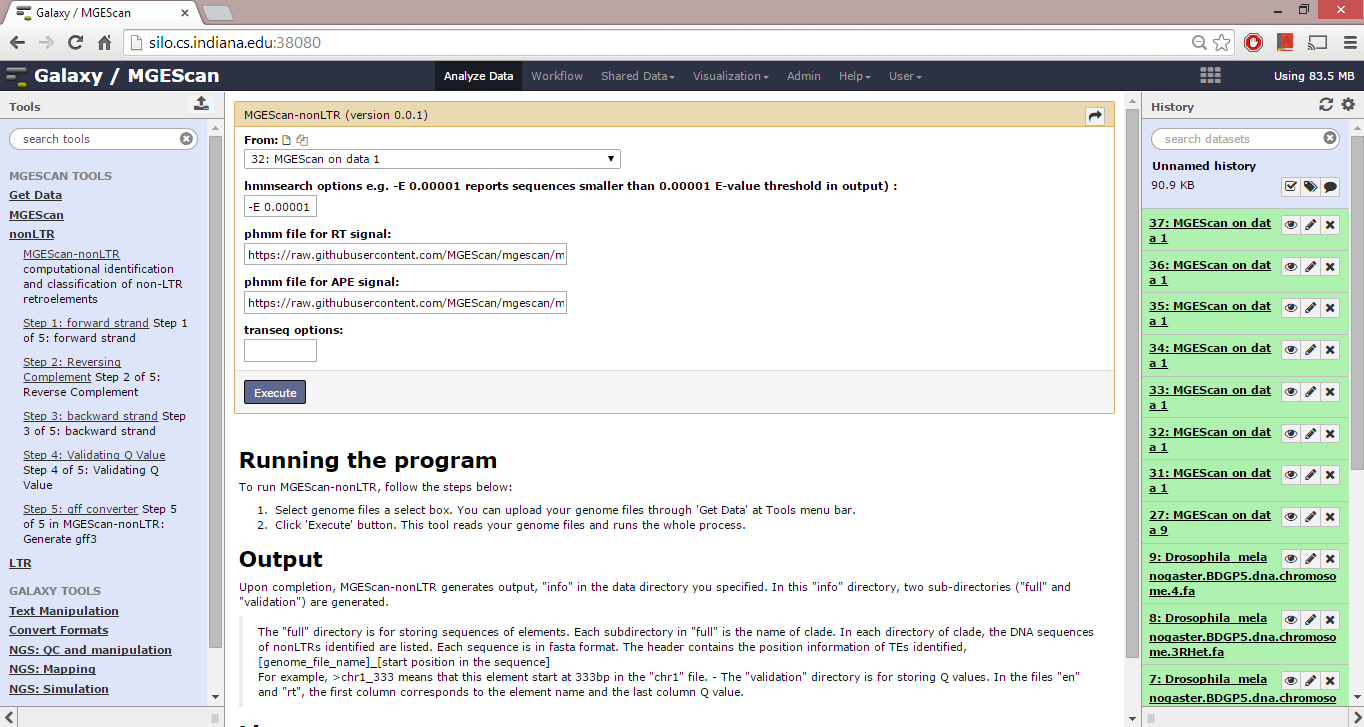 Galaxy / MGEScan
silo.cs.indiana.edu:38080
Galaxy / MGEScan
Analyze Data
Workflow
Shared Data
Visualization
Admin
Help
User
Using 83.5 MB
Tools
search tools
MGESCAN TOOLS
Get Data
MGEScan
nonLTR
MGEScan-nonLTR
computational identification
and classification of non-LTR
retroelements
Step 1: forward strand Step 1
of 5: forward strand
Step 2: Reversing
Complement Step 2 of 5:
Reverse Complement
Step 3: backward strand Step
3 of 5: backward strand
Step 4: Validating Q Value
Step 4 of 5: Validating Q
Value
Step 5: gff converter Step 5
of 5 in MGEScan-nonLTR:
Generate gff3
LTR
GALAXY TOOLS
Text Manipulation
Convert Formats
NGS: QC and manipulation
NGS: Mapping
NGS: Simulation
MGEScan-nonLTR (version 0.0.1)
From:
32: MGEScan on data 1
hmmsearch options e.g. -E 0.00001 reports sequences smaller than 0.00001 E-value threshold in output) :
-E 0.00001
phmm file for RT signal:
https://raw.githubusercontent.com/MGEScan/mgescan/m
phmm file for APE signal:
https://raw.githubusercontent.com/MGEScan/mgescan/m
transeq options:
Execute
Running the program
To run MGEScan-nonLTR, follow the steps below:
1. Select genome files a select box. You can upload your genome files through 'Get Data' at Tools menu bar.
2. Click 'Execute' button. This tool reads your genome files and runs the whole process.
Output
Upon completion, MGEScan-nonLTR generates output, "info" in the data directory you specified. In this "info" directory, two sub-directories ("full" and
"validation") are generated.
The "full" directory is for storing sequences of elements. Each subdirectory in "full" is the name of clade. In each directory of clade, the DNA sequences
of nonLTRs identified are listed. Each sequence is in fasta format. The header contains the position information of TEs identified,
[genome_file_name]_[start position in the sequence]
For example, >chr1_333 means that this element start at 333bp in the "chr1" file. - The "validation" directory is for storing Q values. In the files "en"
and "rt", the first column corresponds to the element name and the last column Q value.
History
search datasets
Unnamed history
90.9 KB
37: MGEScan on dat
a 1
36: MGEScan on dat
a 1
35: MGEScan on dat
a 1
34: MGEScan on dat
a 1
33: MGEScan on dat
a 1
32: MGEScan on dat
a 1
31: MGEScan on dat
a 1
27: MGEScan on dat
a 9
9: Drosophila_mela
nogaster.BDGP5.dna.chromoso
me.4.fa
8: Drosophila_mela
nogaster.BDGP5.dna.chromoso
me.3RHet.fa
7: Drosophila_mela
nogaster.BDGP5.dna.chromoso